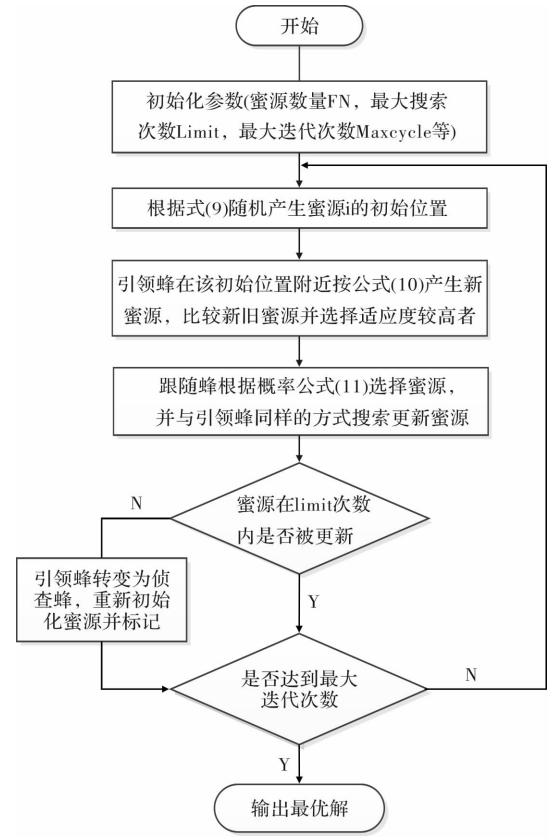 开始
初始化参数(蜜源数量FN，最大搜索
次数Limit，最大迭代次数Maxcycle等)
根据式(9)随机产生蜜源i的初始位置
引领蜂在该初始位置附近按公式(10)产生新
蜜源，比较新旧蜜源并选择适应度较高者
跟随蜂根据概率公式(11)选择蜜源，
并与引领蜂同样的方式搜索更新蜜源
蜜源在limit次数
内是否被更新
N
引领蜂转变为侦
查蜂，重新初始
化蜜源并标记
Y
是否达到最大
迭代次数
N
Y
输出最优解